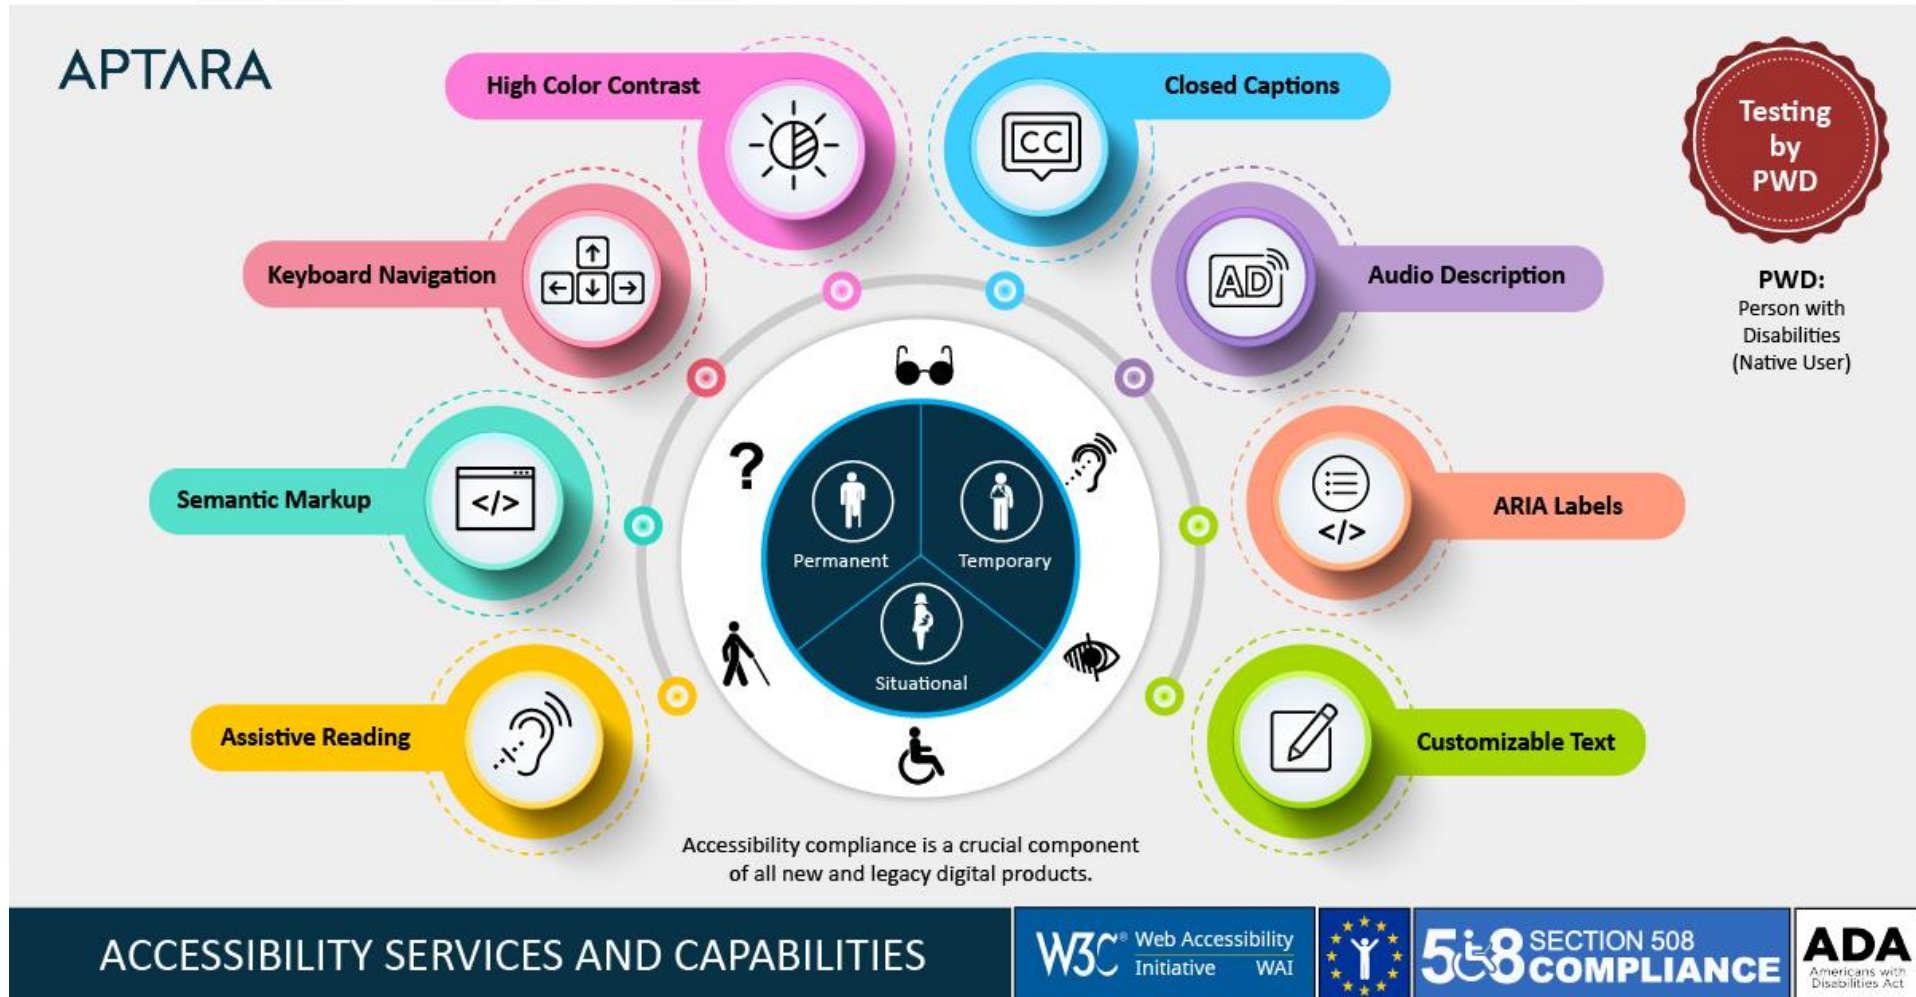 APTARA
High Color Contrast
Closed Captions
CC
Testing
by
PWD
Keyboard Navigation
AD
Audio Description
PWD:
Person with
Disabilities
(Native User)
Semantic Markup
</>
?
Permanent
Temporary
ARIA Labels
</>
Situational
Assistive Reading
Customizable Text
Accessibility compliance is a crucial component
of all new and legacy digital products.
ACCESSIBILITY SERVICES AND CAPABILITIES
W3C® Web Accessibility
Initiative WAI
508 SECTION 508
COMPLIANCE
ADA
Americans with
Disabilities Act